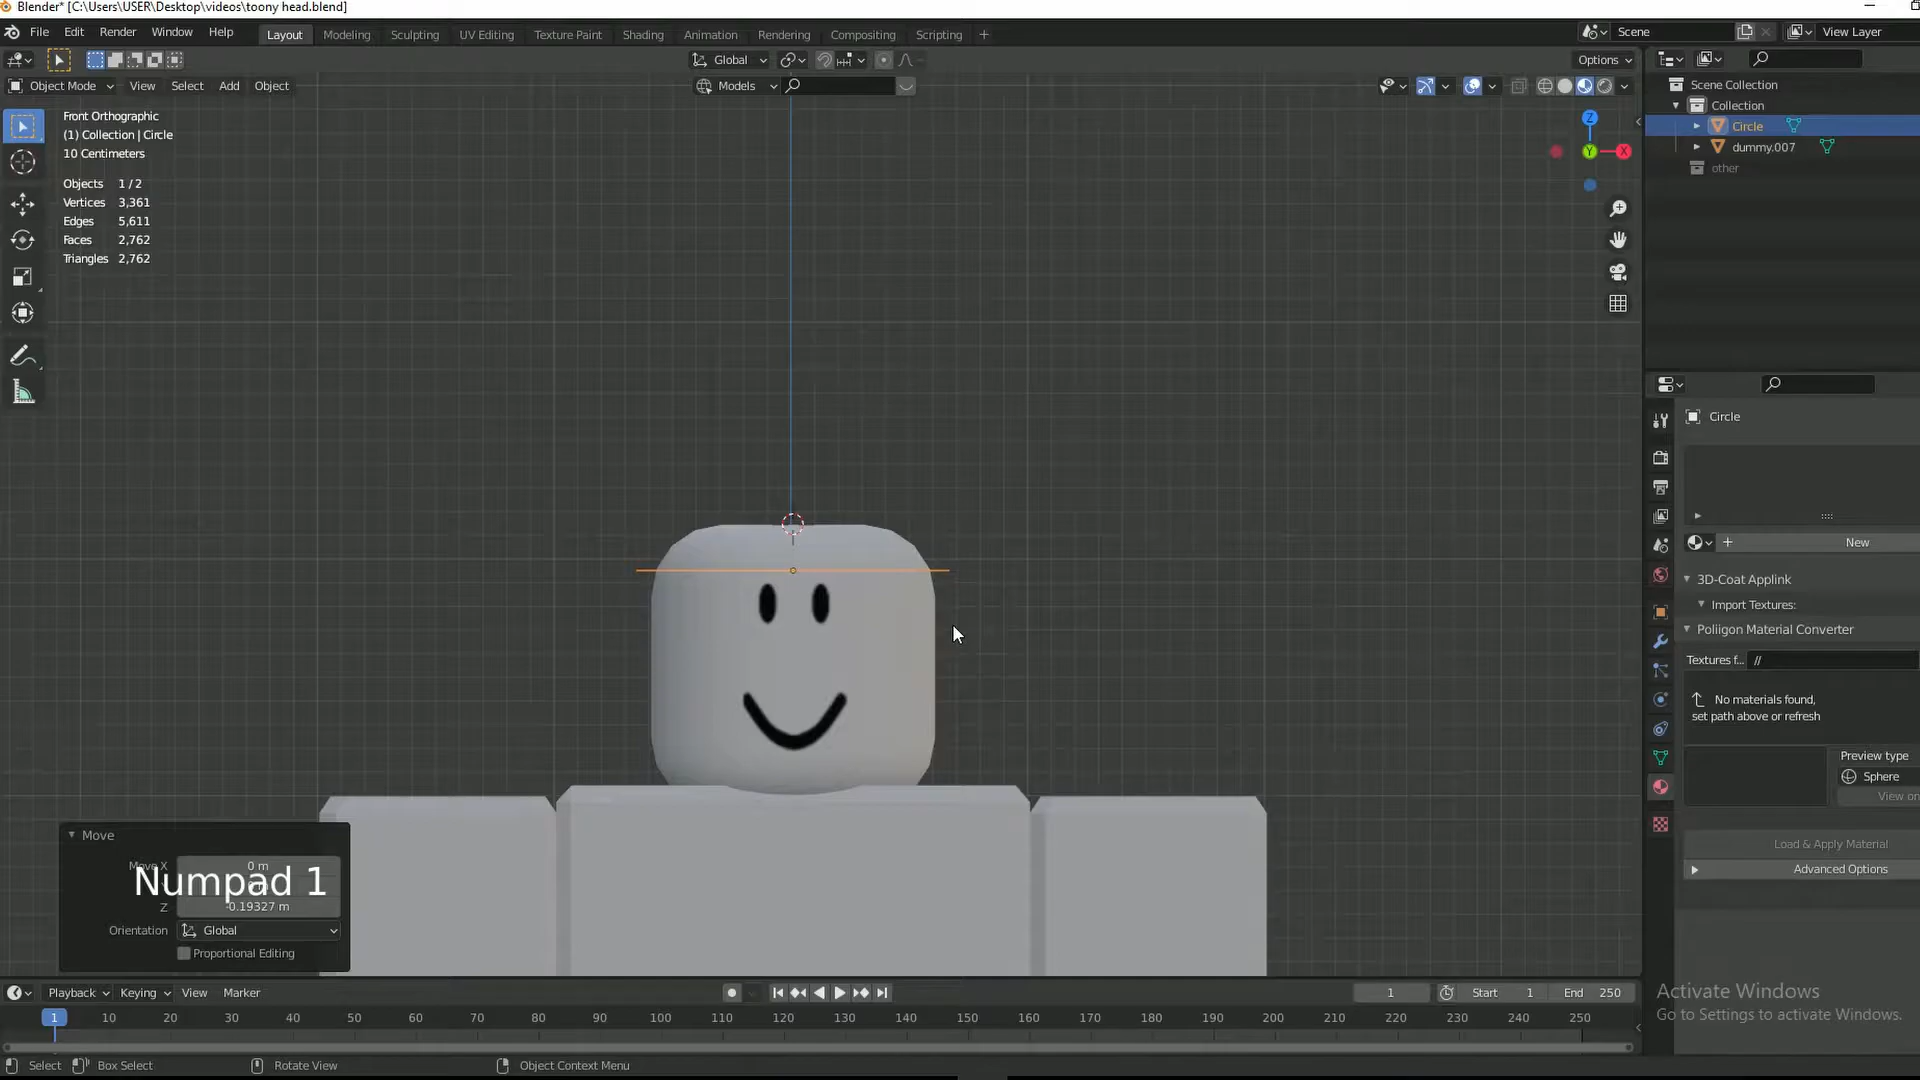 Blender* [C:\Users\USER\Desktop\videos\toony head.blend]
File Edit Render Window Help Layout Modeling Sculpting UV Editing Texture Paint Shading Animation Rendering Compositing Scripting + Scene View Layer
Global Options
Object Mode View Select Add Object Models
Front Orthographic
(1) Collection | Circle
10 Centimeters
Objects 1 / 2
Vertices 3,361
Edges 5,611
Faces 2,762
Triangles 2,762
Z
Y
X
Scene Collection
Collection
Circle
dummy.007
other
Circle
New
3D-Coat Applink
Import Textures:
Poliigon Material Converter
Textures f... //
No materials found,
set path above or refresh
Preview type
Sphere
View on
Load & Apply Material
Advanced Options
Move
Move X 0 m
Numpad 1
Z -0.19327 m
Orientation Global
Proportional Editing
Playback Keying View Marker 1 Start 1 End 250
1 10 20 30 40 50 60 70 80 90 100 110 120 130 140 150 160 170 180 190 200 210 220 230 240 250
Activate Windows
Go to Settings to activate Windows.
Select Box Select Rotate View Object Context Menu